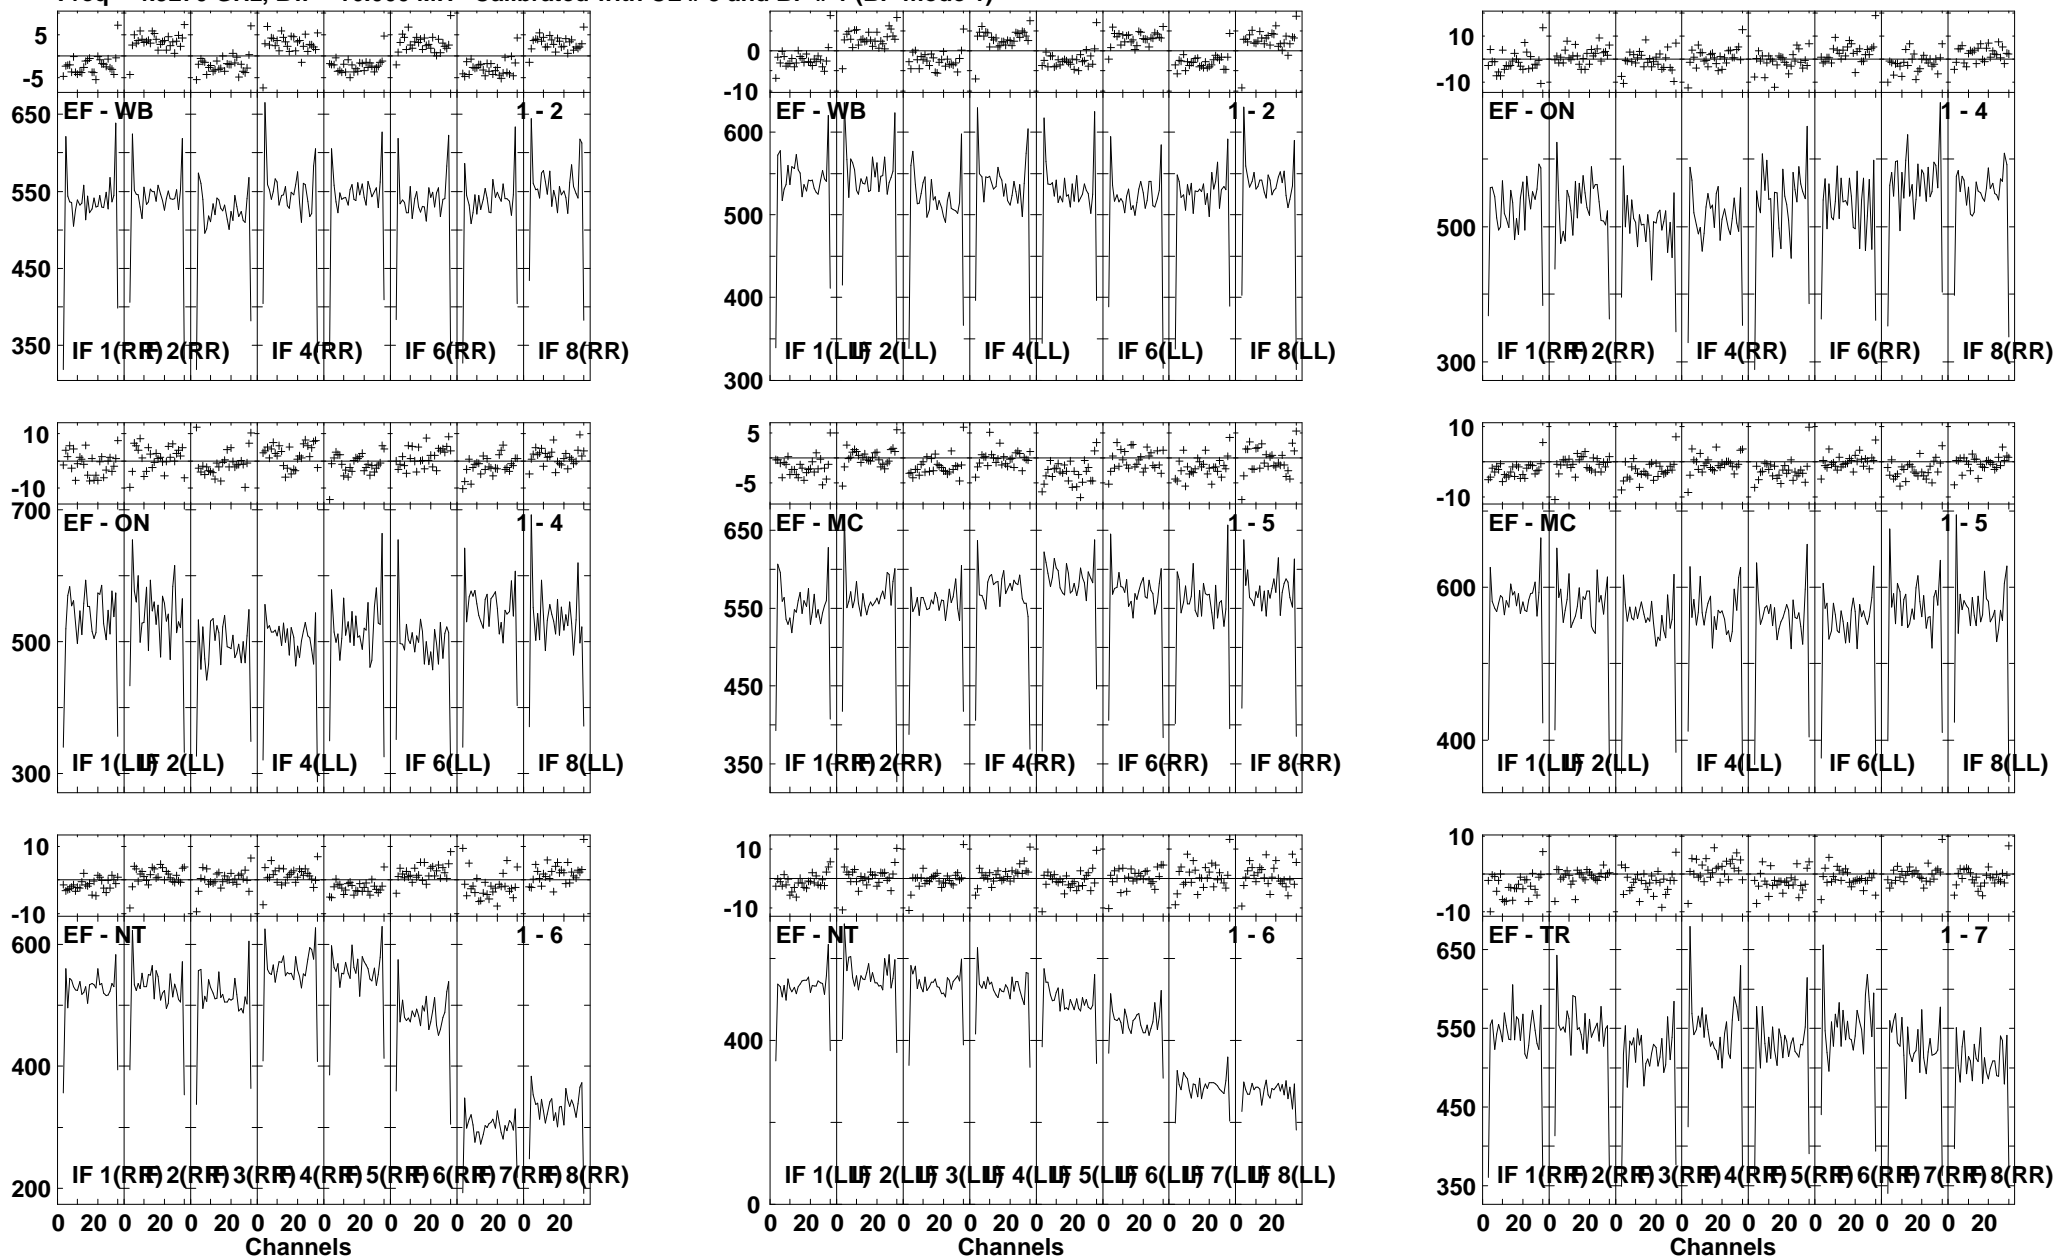 5
-5
650
550
450
350
EF - WB
1 - 2
IF 1(RR)
IF 2(RR)
IF 4(RR)
IF 6(RR)
IF 8(RR)
0
-10
600
500
400
300
EF - WB
1 - 2
IF 1(LL)
IF 2(LL)
IF 4(LL)
IF 6(LL)
IF 8(LL)
10
-10
500
300
EF - ON
1 - 4
IF 1(RR)
IF 2(RR)
IF 4(RR)
IF 6(RR)
IF 8(RR)
10
-10
700
500
300
EF - ON
1 - 4
IF 1(LL)
IF 2(LL)
IF 4(LL)
IF 6(LL)
IF 8(LL)
5
-5
650
550
450
350
EF - MC
1 - 5
IF 1(RR)
IF 2(RR)
IF 4(RR)
IF 6(RR)
IF 8(RR)
10
-10
600
400
EF - MC
1 - 5
IF 1(LL)
IF 2(LL)
IF 4(LL)
IF 6(LL)
IF 8(LL)
10
-10
600
400
200
EF - NT
1 - 6
IF 1(RR)
IF 2(RR)
IF 3(RR)
IF 4(RR)
IF 5(RR)
IF 6(RR)
IF 7(RR)
IF 8(RR)
0 20 0 20 0 20 0 20 0 20 0 20 0 20 0 20
Channels
10
-10
400
0
EF - NT
1 - 6
IF 1(LL)
IF 2(LL)
IF 3(LL)
IF 4(LL)
IF 5(LL)
IF 6(LL)
IF 7(LL)
IF 8(LL)
0 20 0 20 0 20 0 20 0 20 0 20 0 20 0 20
Channels
10
-10
650
550
450
350
EF - TR
1 - 7
IF 1(RR)
IF 2(RR)
IF 3(RR)
IF 4(RR)
IF 5(RR)
IF 6(RR)
IF 7(RR)
IF 8(RR)
0 20 0 20 0 20 0 20 0 20 0 20 0 20 0 20
Channels